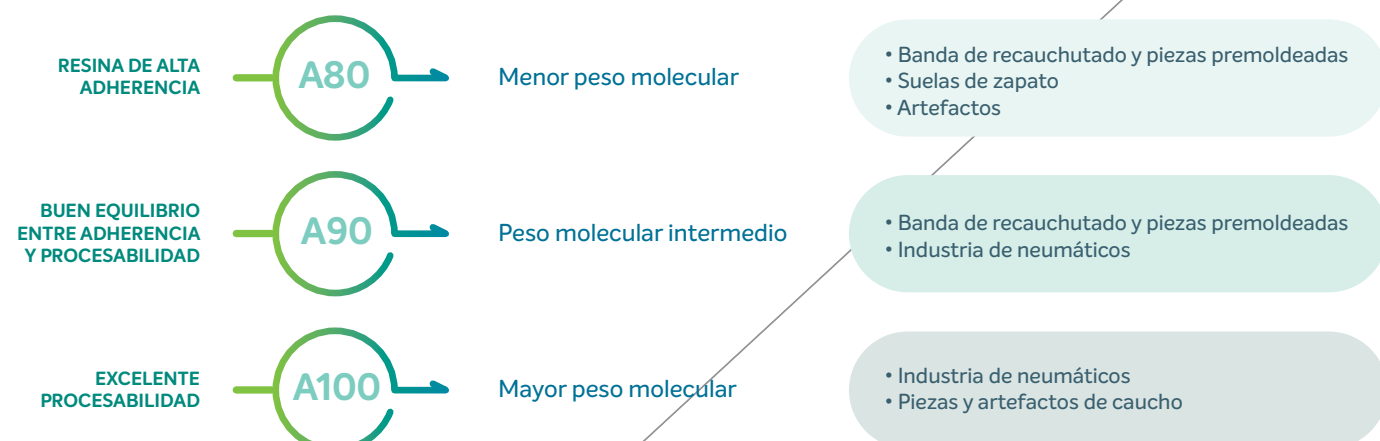 RESINA DE ALTA
ADHERENCIA
A80
Menor peso molecular
• Banda de recauchutado y piezas premoldeadas
• Suelas de zapato
• Artefactos
BUEN EQUILIBRIO
ENTRE ADHERENCIA
Y PROCESABILIDAD
A90
Peso molecular intermedio
• Banda de recauchutado y piezas premoldeadas
• Industria de neumáticos
EXCELENTE
PROCESABILIDAD
A100
Mayor peso molecular
• Industria de neumáticos
• Piezas y artefactos de caucho